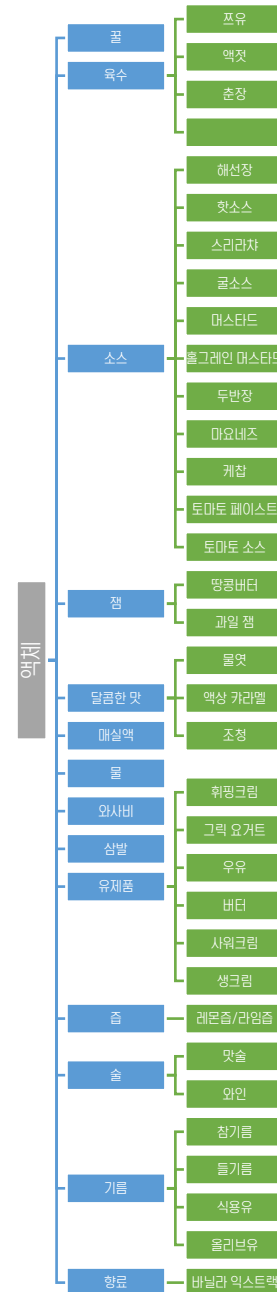 액체
꿀
육수
쯔유
액젓
춘장
소스
해선장
핫소스
스리라챠
굴소스
머스타드
홀그레인 머스타드
두반장
마요네즈
케찹
토마토 페이스트
토마토 소스
잼
땅콩버터
과일 잼
달콤한 맛
물엿
액상 카라멜
조청
매실액
물
와사비
삼발
유제품
휘핑크림
그릭 요거트
우유
버터
사워크림
생크림
즙
레몬즙/라임즙
술
맛술
와인
기름
참기름
들기름
식용유
올리브유
향료
바닐라 익스트랙